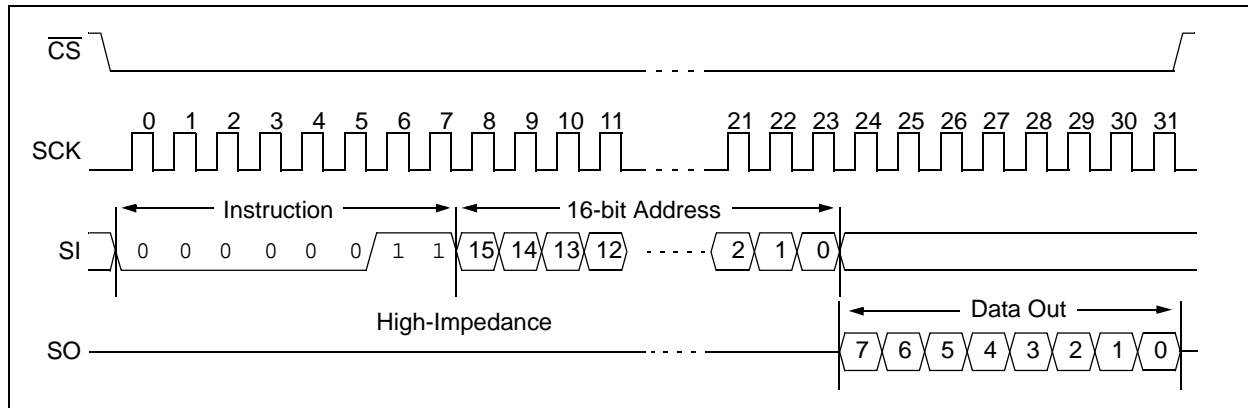 CS
0 1 2 3 4 5 6 7 8 9 10 11 21 22 23 24 25 26 27 28 29 30 31
SCK
Instruction 16-bit Address
SI 0 0 0 0 0 0 1 1 15 14 13 12 2 1 0
Data Out
High-Impedance
SO 7 6 5 4 3 2 1 0